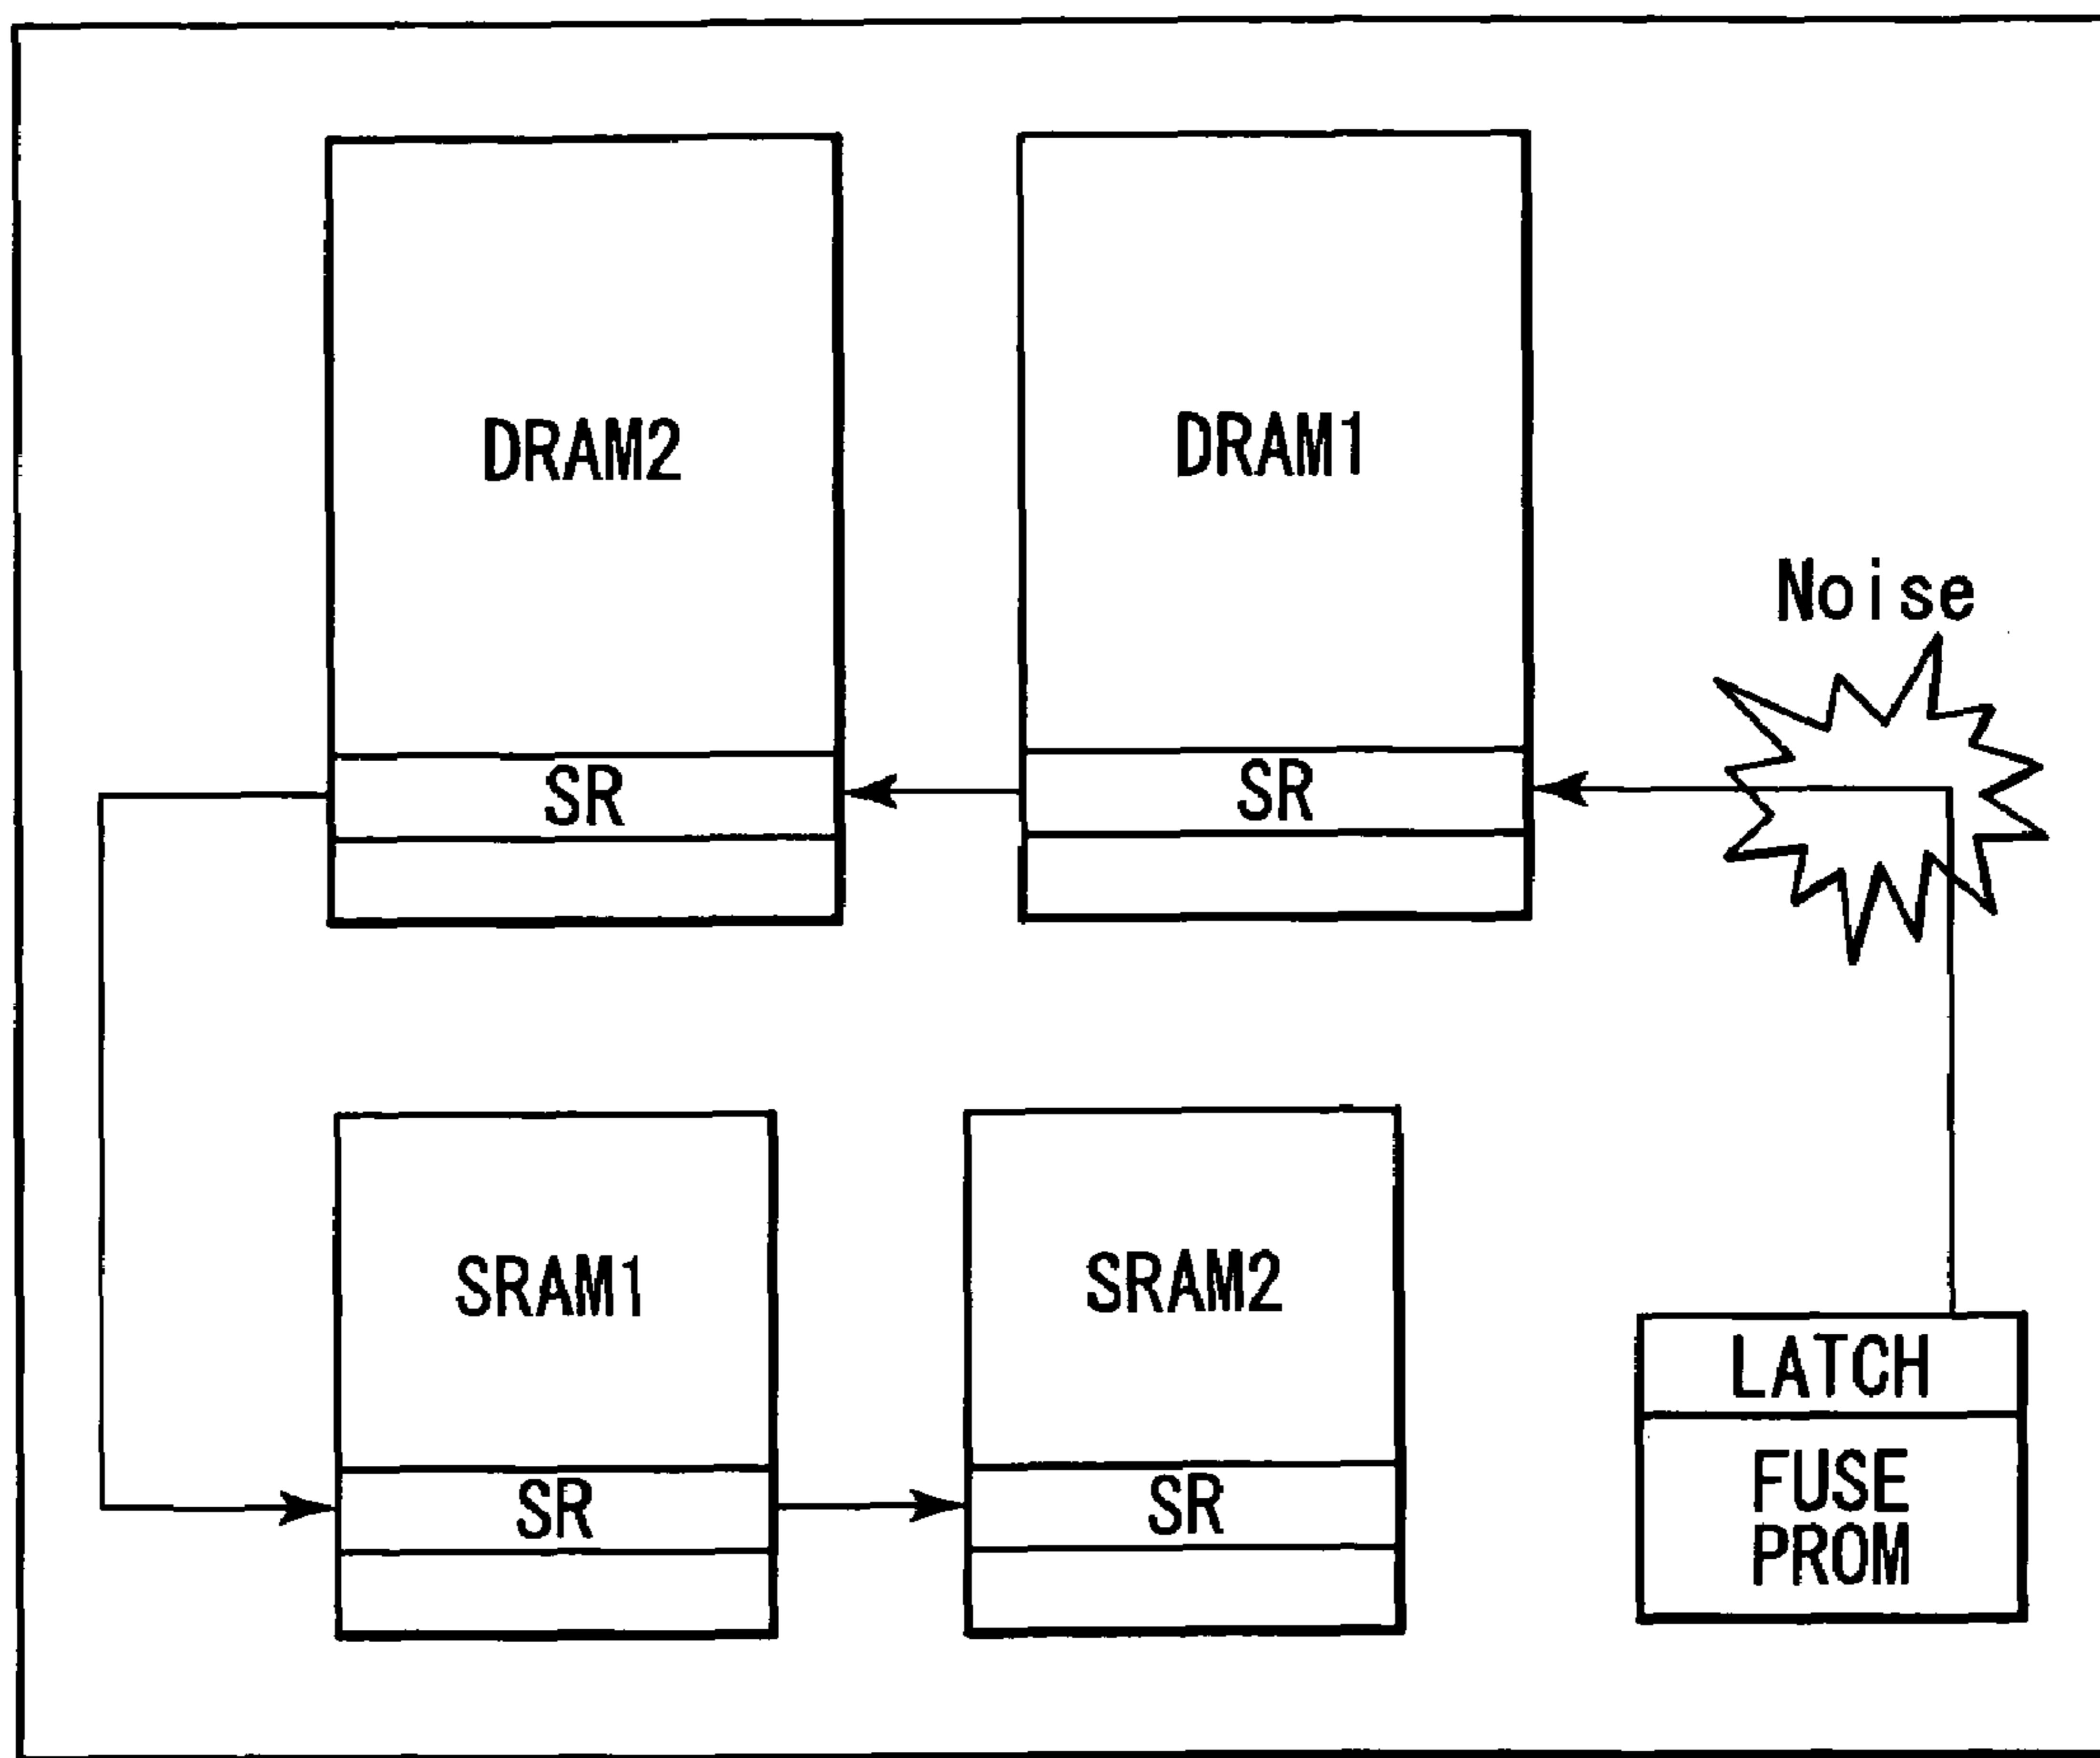 DRAM2
DRAM1
Noise
SR
SR
SRAM1
SRAM2
LATCH
FUSE
PROM
SR
SR